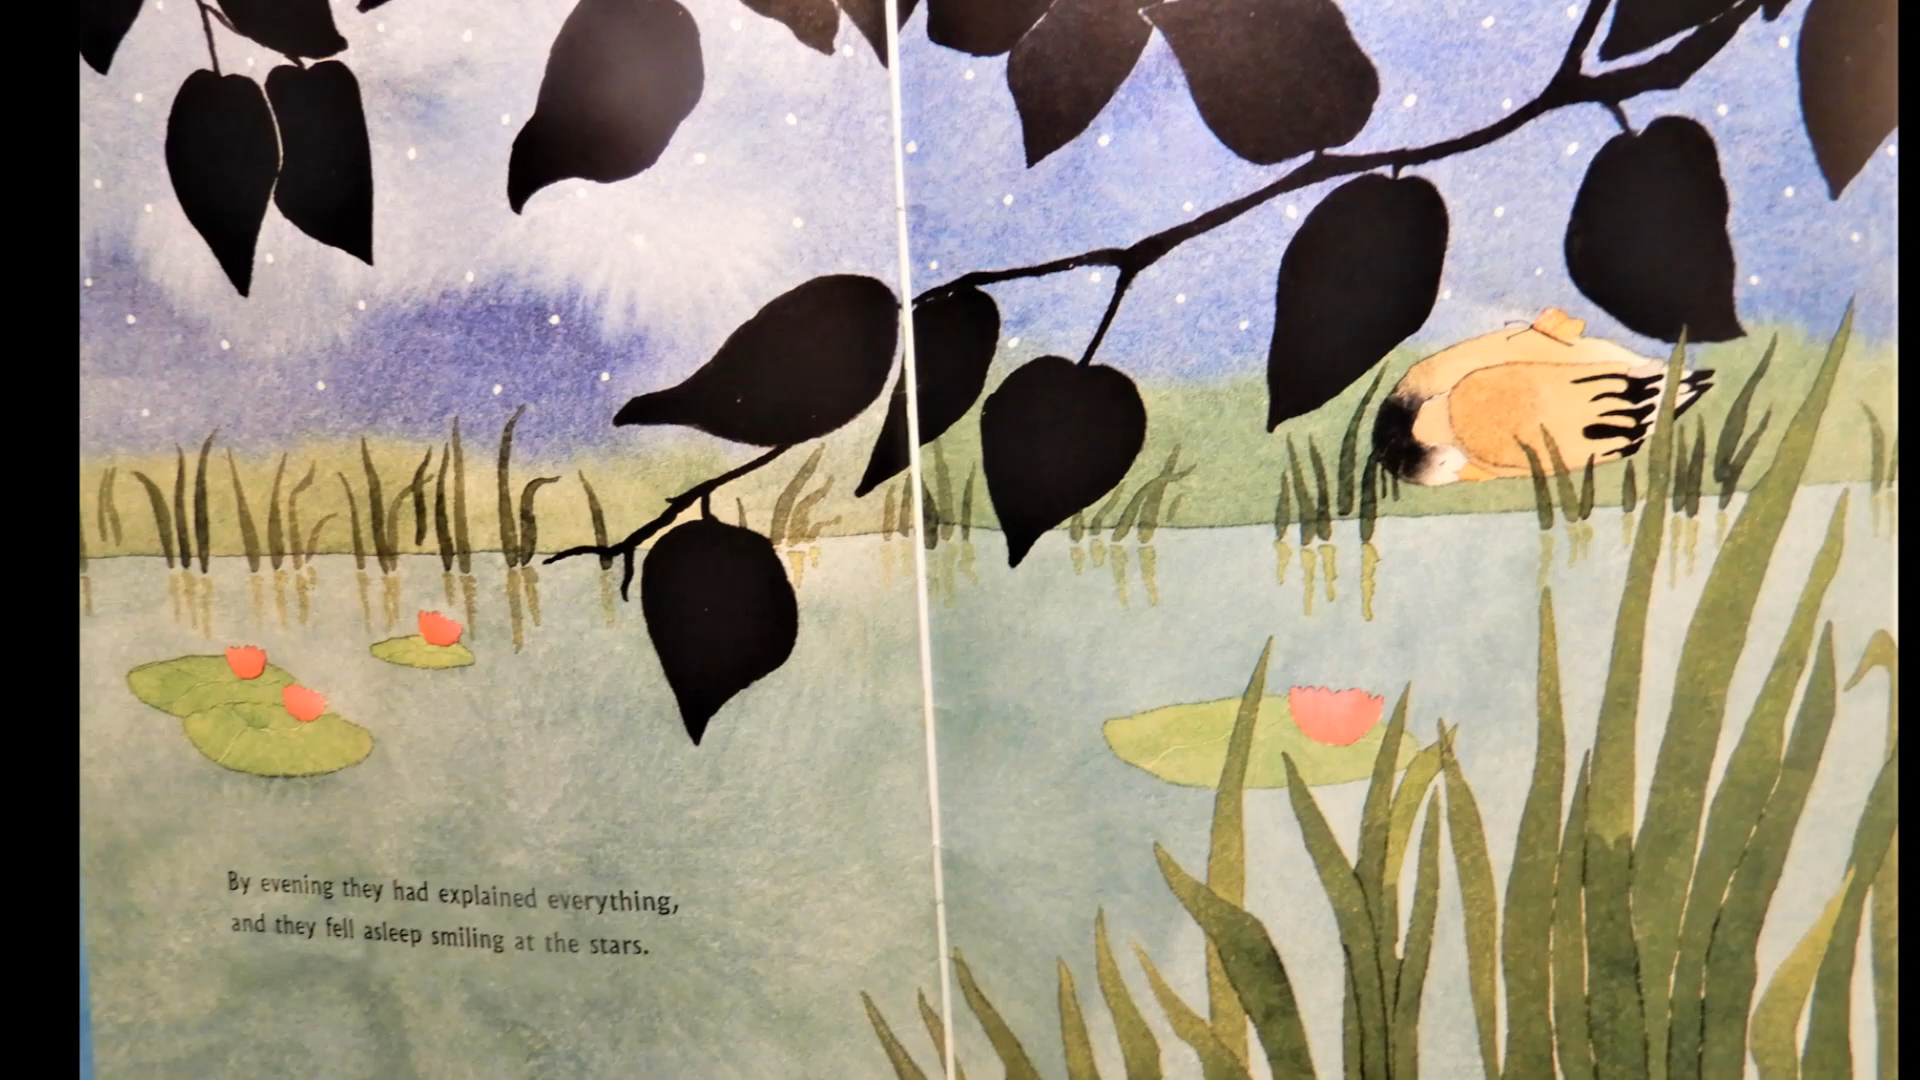 By evening they had explained everything,
and they fell asleep smiling at the stars.